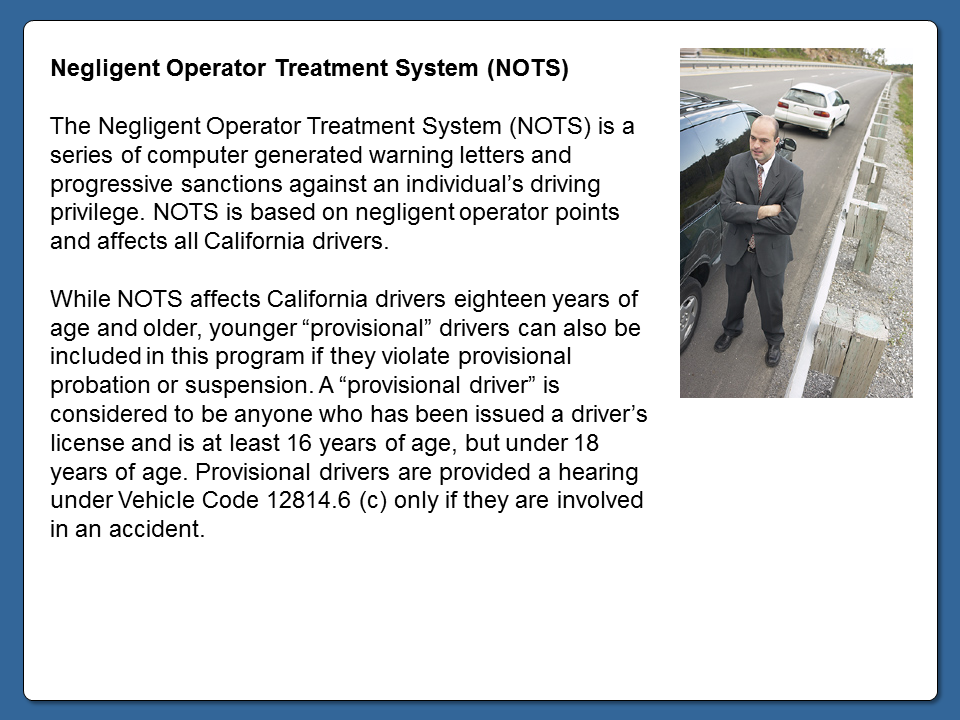 Negligent Operator Treatment System (NOTS)
The Negligent Operator Treatment System (NOTS) is a
series of computer generated warning letters and
progressive sanctions against an individual’s driving
privilege. NOTS is based on negligent operator points
and affects all California drivers.
While NOTS affects California drivers eighteen years of
age and older, younger “provisional” drivers can also be
included in this program if they violate provisional
probation or suspension. A “provisional driver” is
considered to be anyone who has been issued a driver’s
license and is at least 16 years of age, but under 18
years of age. Provisional drivers are provided a hearing
under Vehicle Code 12814.6 (c) only if they are involved
in an accident.